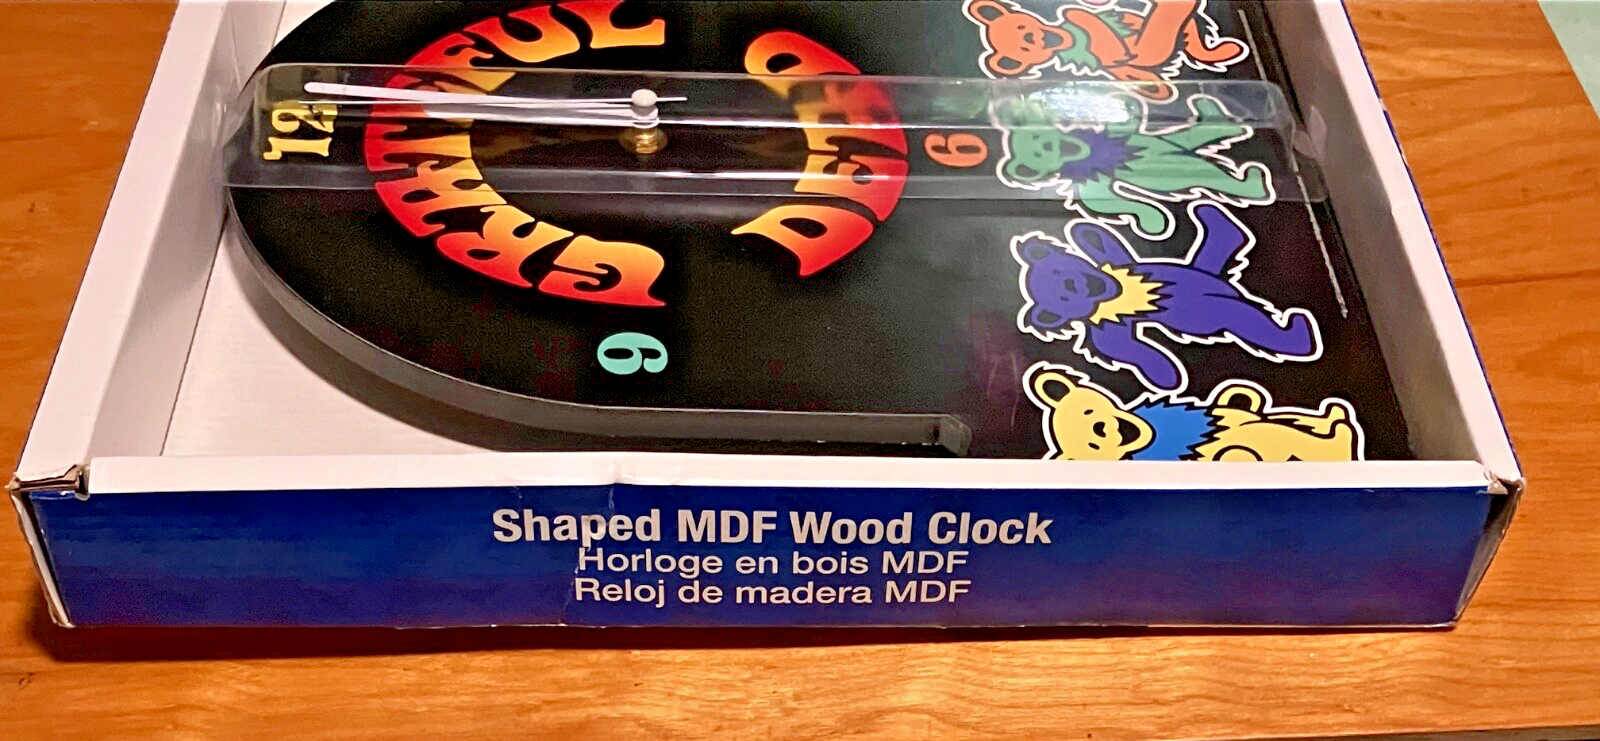 12
GRATEFUL
DEAD
6
9
Shaped MDF Wood Clock
Horloge en bois MDF
Reloj de madera MDF